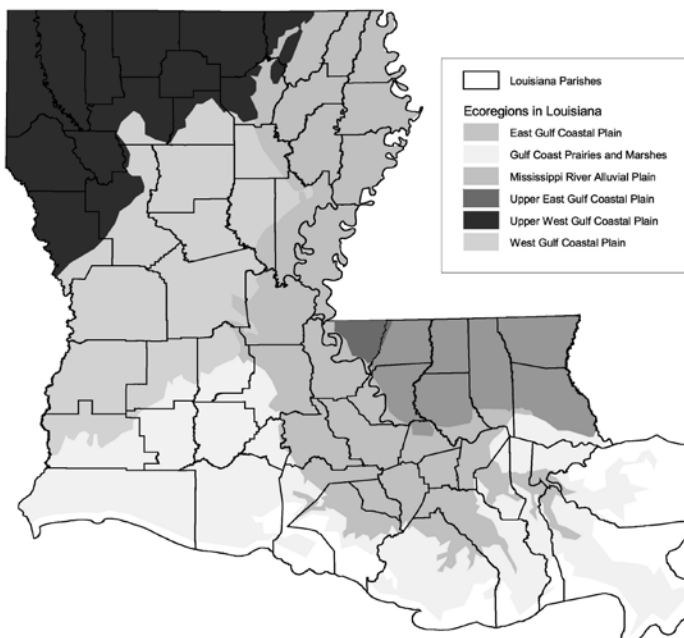 Louisiana Parishes
Ecoregions in Louisiana
East Gulf Coastal Plain
Gulf Coast Prairies and Marshes
Mississippi River Alluvial Plain
Upper East Gulf Coastal Plain
Upper West Gulf Coastal Plain
West Gulf Coastal Plain